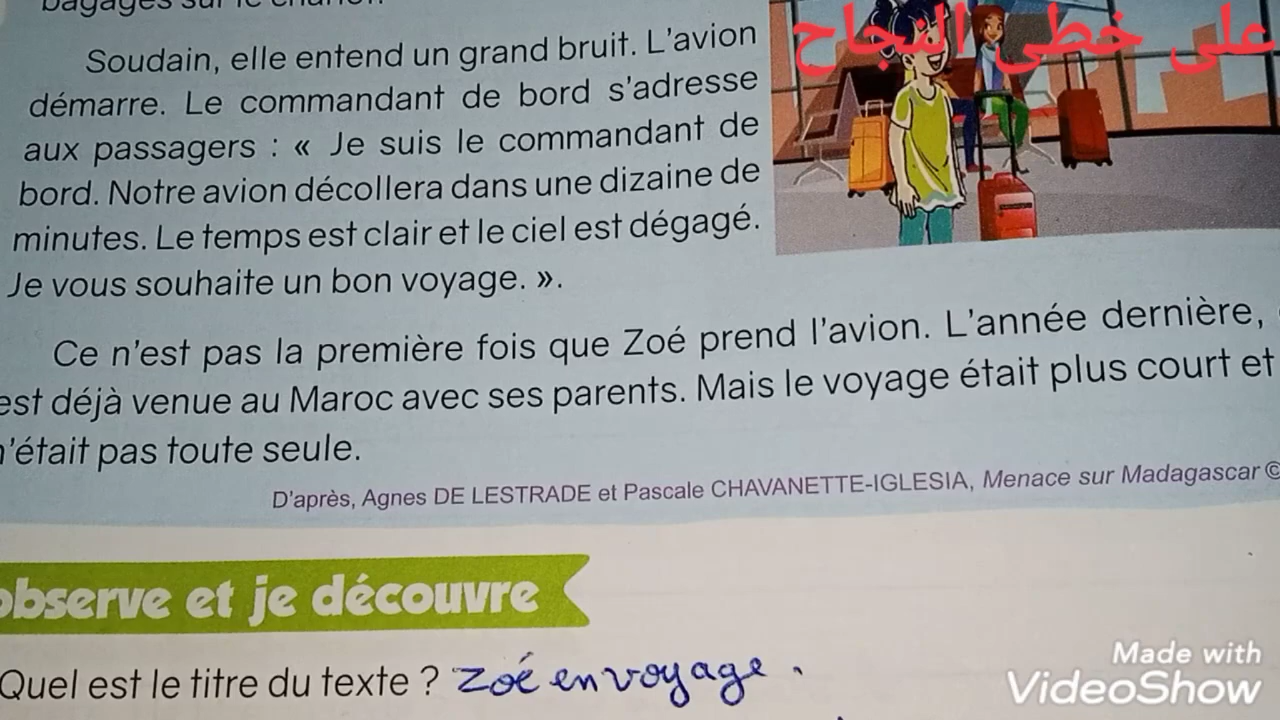 bagages sur le chariot.
على خطى النجاح
Soudain, elle entend un grand bruit. L'avion
démarre. Le commandant de bord s'adresse
aux passagers : « Je suis le commandant de
bord. Notre avion décollera dans une dizaine de
minutes. Le temps est clair et le ciel est dégagé.
Je vous souhaite un bon voyage. ».
Ce n'est pas la première fois que Zoé prend l'avion. L'année dernière,
est déjà venue au Maroc avec ses parents. Mais le voyage était plus court et
n'était pas toute seule.
D'après, Agnes DE LESTRADE et Pascale CHAVANETTE-IGLESIA, Menace sur Madagascar ©
observe et je découvre
Quel est le titre du texte ? Zoé en voyage.
Made with
VideoShow